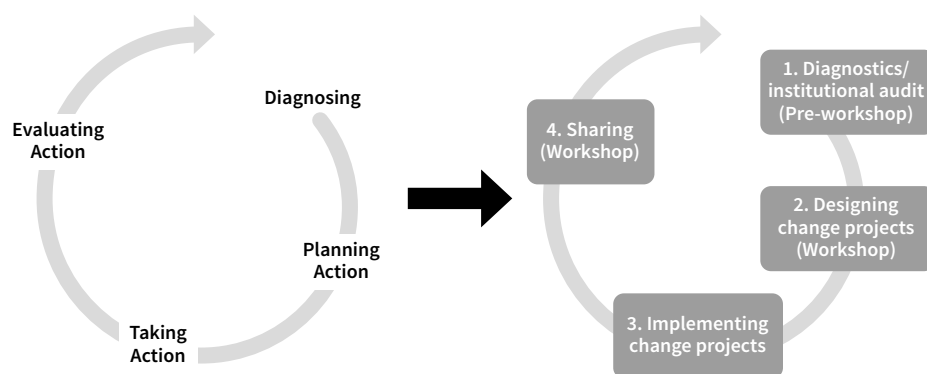 Diagnosing
Planning
Action
Taking
Action
Evaluating
Action
1. Diagnostics/
institutional audit
(Pre-workshop)
2. Designing
change projects
(Workshop)
3. Implementing
change projects
4. Sharing
(Workshop)